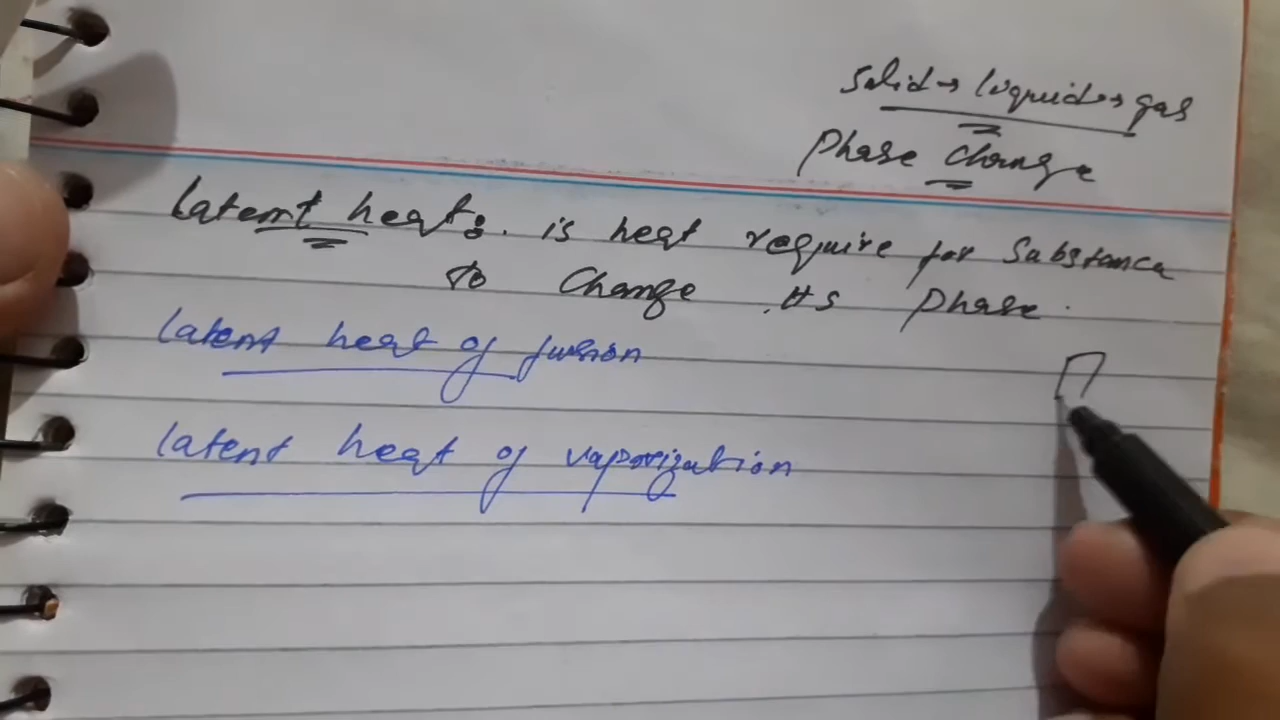 Solid → liquid → gas
Phase change
latent heat: is heat require for substance
to change its phase.
latent heat of fusion
latent heat of vaporization